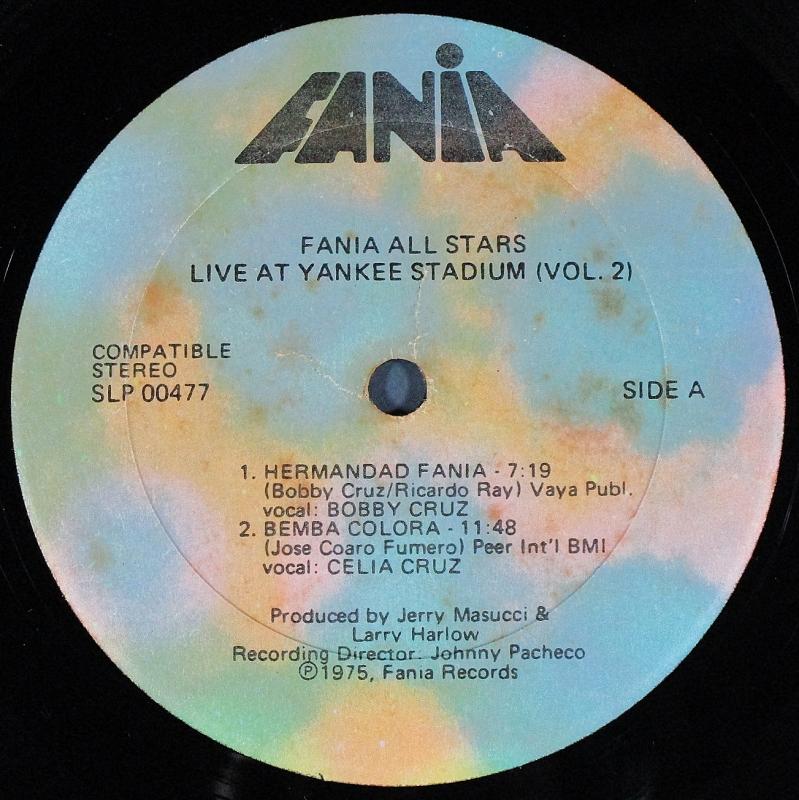 FANIA
FANIA ALL STARS
LIVE AT YANKEE STADIUM (VOL. 2)
COMPATIBLE
STEREO
SLP 00477
SIDE A
1. HERMANDAD FANIA - 7:19
(Bobby Cruz/Ricardo Ray) Vaya Publ.
vocal: BOBBY CRUZ
2. BEMBA COLORA - 11:48
(Jose Coaro Fumero) Peer Int'l BMI
vocal: CELIA CRUZ
Produced by Jerry Masucci &
Larry Harlow
Recording Director: Johnny Pacheco
℗1975, Fania Records